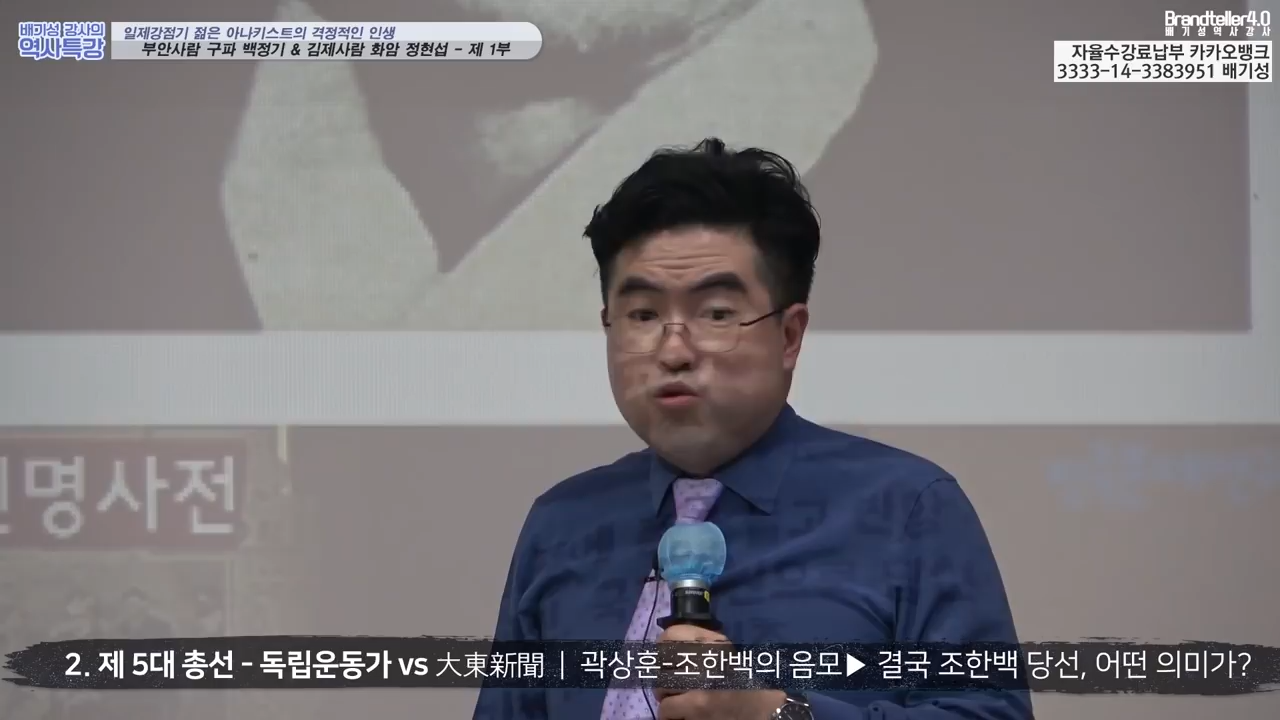 배기성 강사의
역사특강
일제강점기 젊은 아나키스트의 격정적인 인생
부안사람 구파 백정기 & 김제사람 화암 정현섭 - 제 1부
Brandteller4.0
배기성역사강사
자율수강료납부 카카오뱅크
3333-14-3383951 배기성
인명사전
2. 제 5대 총선 - 독립운동가 vs 大東新聞 | 곽상훈-조한백의 음모▶ 결국 조한백 당선, 어떤 의미가?